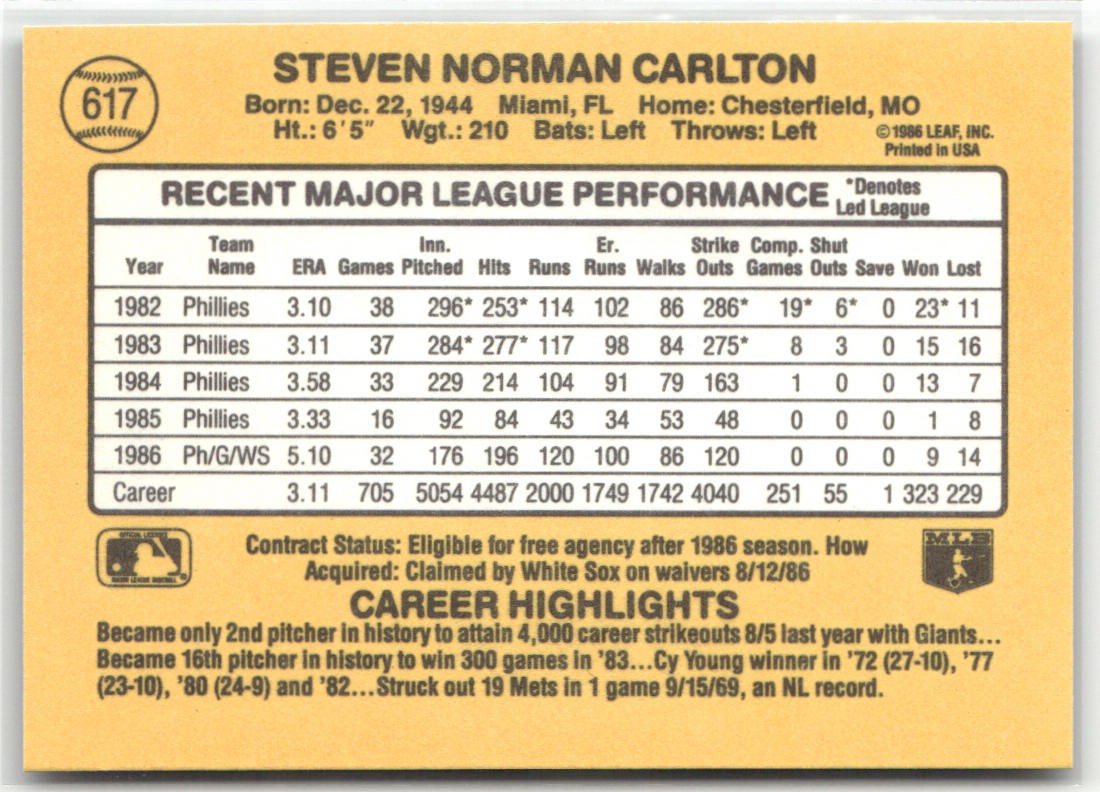 617
STEVEN NORMAN CARLTON
Born: Dec. 22, 1944 Miami, FL Home: Chesterfield, MO
Ht.: 6'5" Wgt.: 210 Bats: Left Throws: Left
©1986 LEAF, INC.
Printed in USA
RECENT MAJOR LEAGUE PERFORMANCE
*Denotes
Led League
Year Team Name ERA Games Inn. Pitched Hits Runs Er. Runs Walks Strike Outs Comp. Games Shut Outs Save Won Lost
1982 Phillies 3.10 38 296* 253* 114 102 86 286* 19* 6* 0 23* 11
1983 Phillies 3.11 37 284* 277* 117 98 84 275* 8 3 0 15 16
1984 Phillies 3.58 33 229 214 104 91 79 163 1 0 0 13 7
1985 Phillies 3.33 16 92 84 43 34 53 48 0 0 0 1 8
1986 Ph/G/WS 5.10 32 176 196 120 100 86 120 0 0 0 9 14
Career 3.11 705 5054 4487 2000 1749 1742 4040 251 55 1 323 229
OFFICIAL LICENSEE
MAJOR LEAGUE BASEBALL
Contract Status: Eligible for free agency after 1986 season. How
Acquired: Claimed by White Sox on waivers 8/12/86
MLB
CAREER HIGHLIGHTS
Became only 2nd pitcher in history to attain 4,000 career strikeouts 8/5 last year with Giants...
Became 16th pitcher in history to win 300 games in '83...Cy Young winner in '72 (27-10), '77
(23-10), '80 (24-9) and '82...Struck out 19 Mets in 1 game 9/15/69, an NL record.